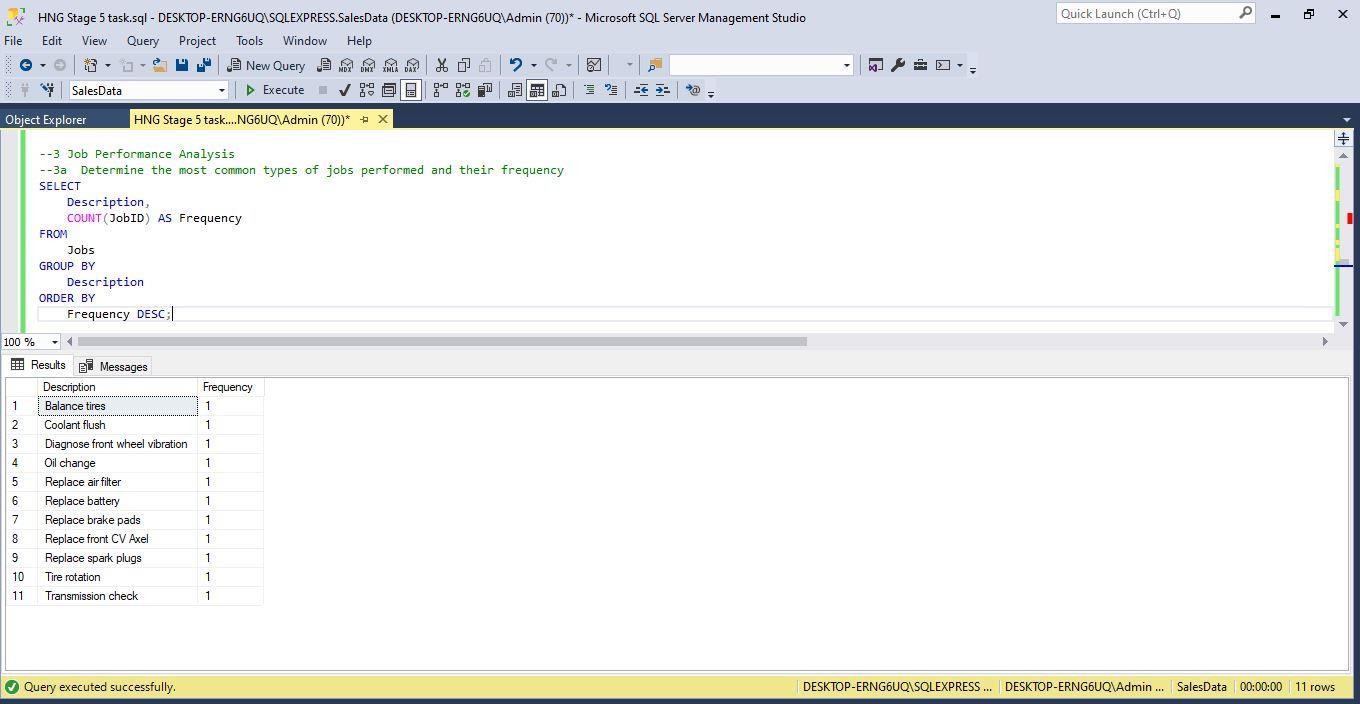 HNG Stage 5 task.sql - DESKTOP-ERNG6UQ\SQLEXPRESS.SalesData (DESKTOP-ERNG6UQ\Admin (70))* - Microsoft SQL Server Management Studio
Quick Launch (Ctrl+Q)
File Edit View Query Project Tools Window Help
New Query MDX DMX XMLA DAX
SalesData Execute
Object Explorer HNG Stage 5 task....NG6UQ\Admin (70))*
--3 Job Performance Analysis
--3a  Determine the most common types of jobs performed and their frequency
SELECT
Description,
COUNT(JobID) AS Frequency
FROM
Jobs
GROUP BY
Description
ORDER BY
Frequency DESC;
100 %
Results Messages
Description Frequency
1 Balance tires 1
2 Coolant flush 1
3 Diagnose front wheel vibration 1
4 Oil change 1
5 Replace air filter 1
6 Replace battery 1
7 Replace brake pads 1
8 Replace front CV Axel 1
9 Replace spark plugs 1
10 Tire rotation 1
11 Transmission check 1
Query executed successfully. DESKTOP-ERNG6UQ\SQLEXPRESS ... DESKTOP-ERNG6UQ\Admin ... SalesData 00:00:00 11 rows